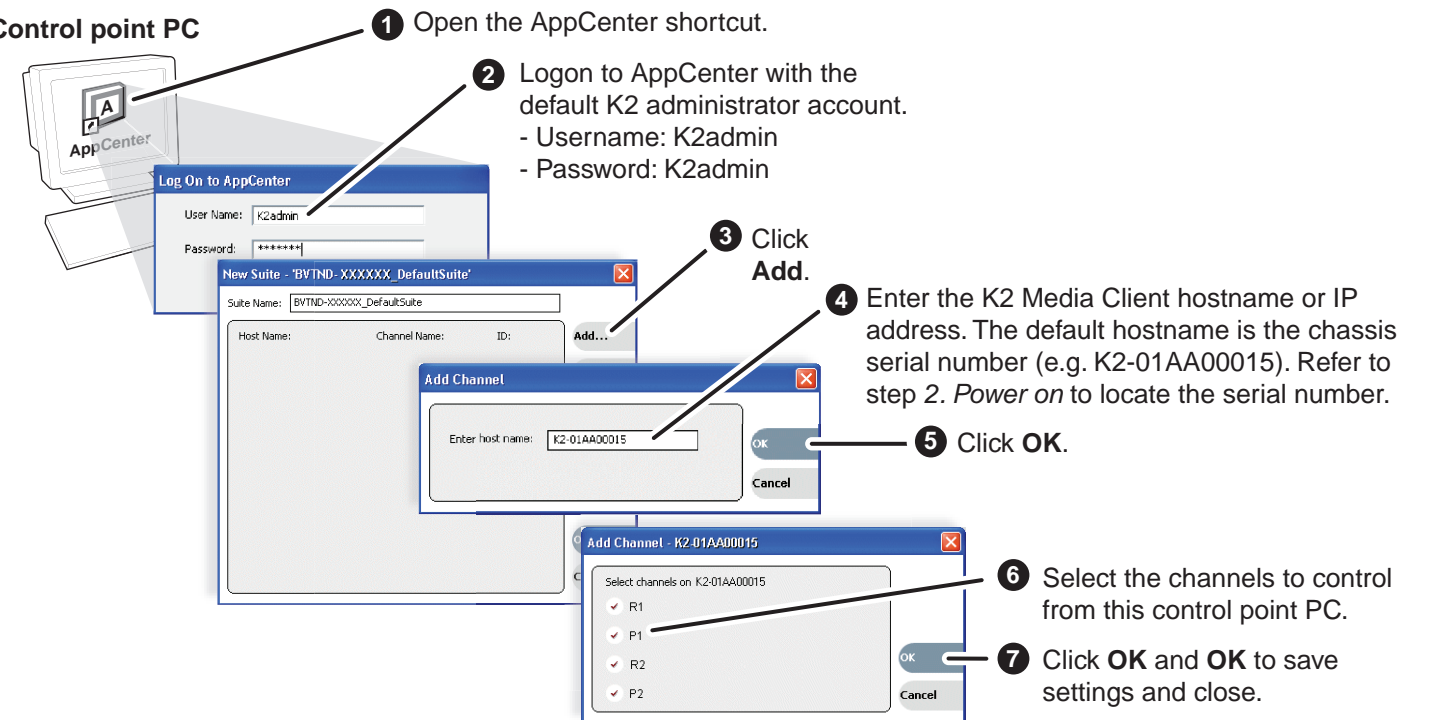 Control point PC
1 Open the AppCenter shortcut.
A
AppCenter
2 Logon to AppCenter with the
default K2 administrator account.
- Username: K2admin
- Password: K2admin
Log On to AppCenter
User Name: K2admin
Password: *******
3 Click
Add.
New Suite - 'BVTND-XXXXXX_DefaultSuite'
Suite Name: BVTND-XXXXXX_DefaultSuite
Host Name: Channel Name: ID:
Add...
4 Enter the K2 Media Client hostname or IP
address. The default hostname is the chassis
serial number (e.g. K2-01AA00015). Refer to
step 2. Power on to locate the serial number.
Add Channel
Enter host name: K2-01AA00015
OK
Cancel
5 Click OK.
Add Channel - K2-01AA00015
Select channels on K2-01AA00015
R1
P1
R2
P2
OK
Cancel
6 Select the channels to control
from this control point PC.
7 Click OK and OK to save
settings and close.